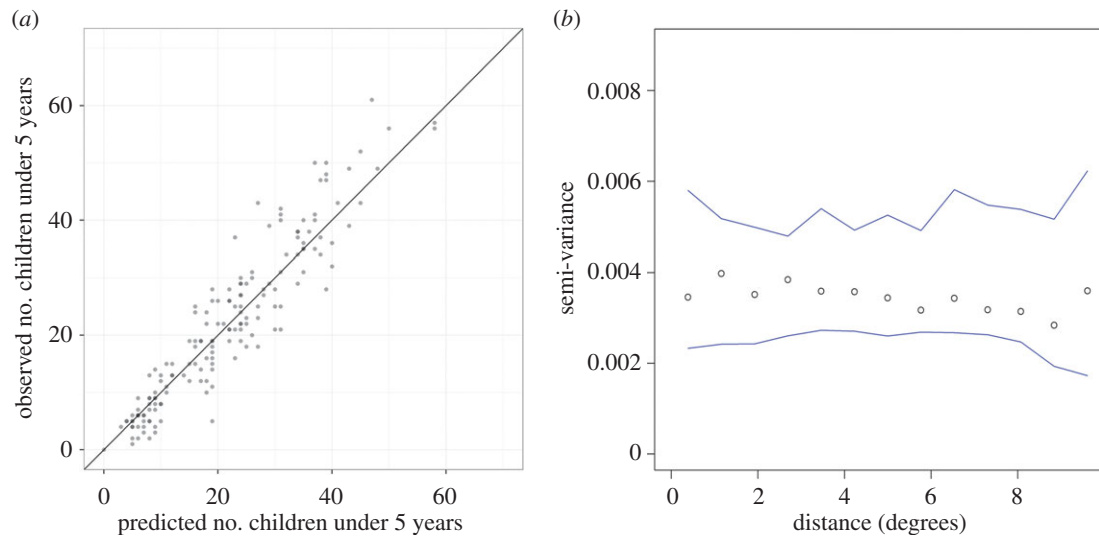 (a)
observed no. children under 5 years
60
40
20
0
0 20 40 60
predicted no. children under 5 years
(b)
semi-variance
0.008
0.006
0.004
0.002
0
0 2 4 6 8
distance (degrees)